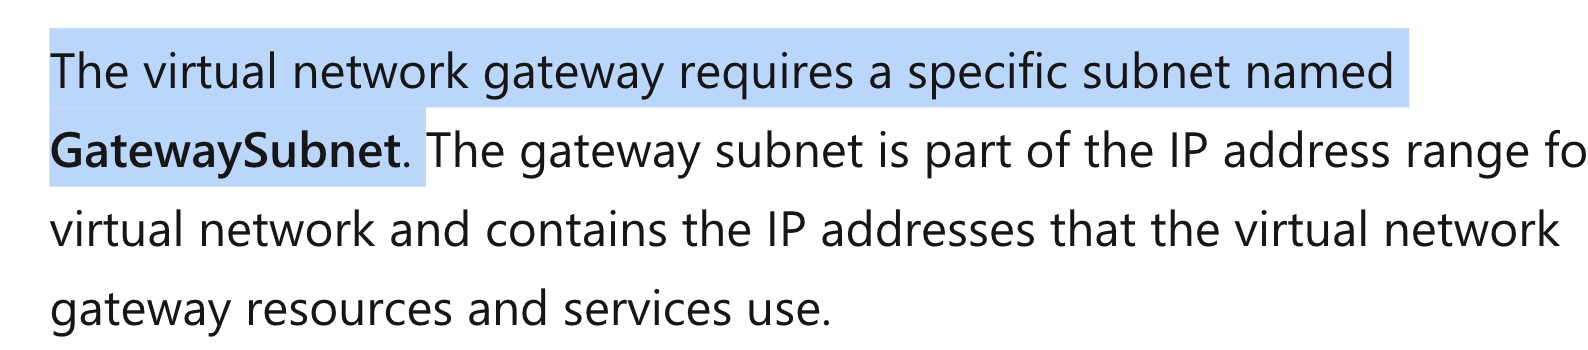 The virtual network gateway requires a specific subnet named
GatewaySubnet. The gateway subnet is part of the IP address range fo
virtual network and contains the IP addresses that the virtual network
gateway resources and services use.